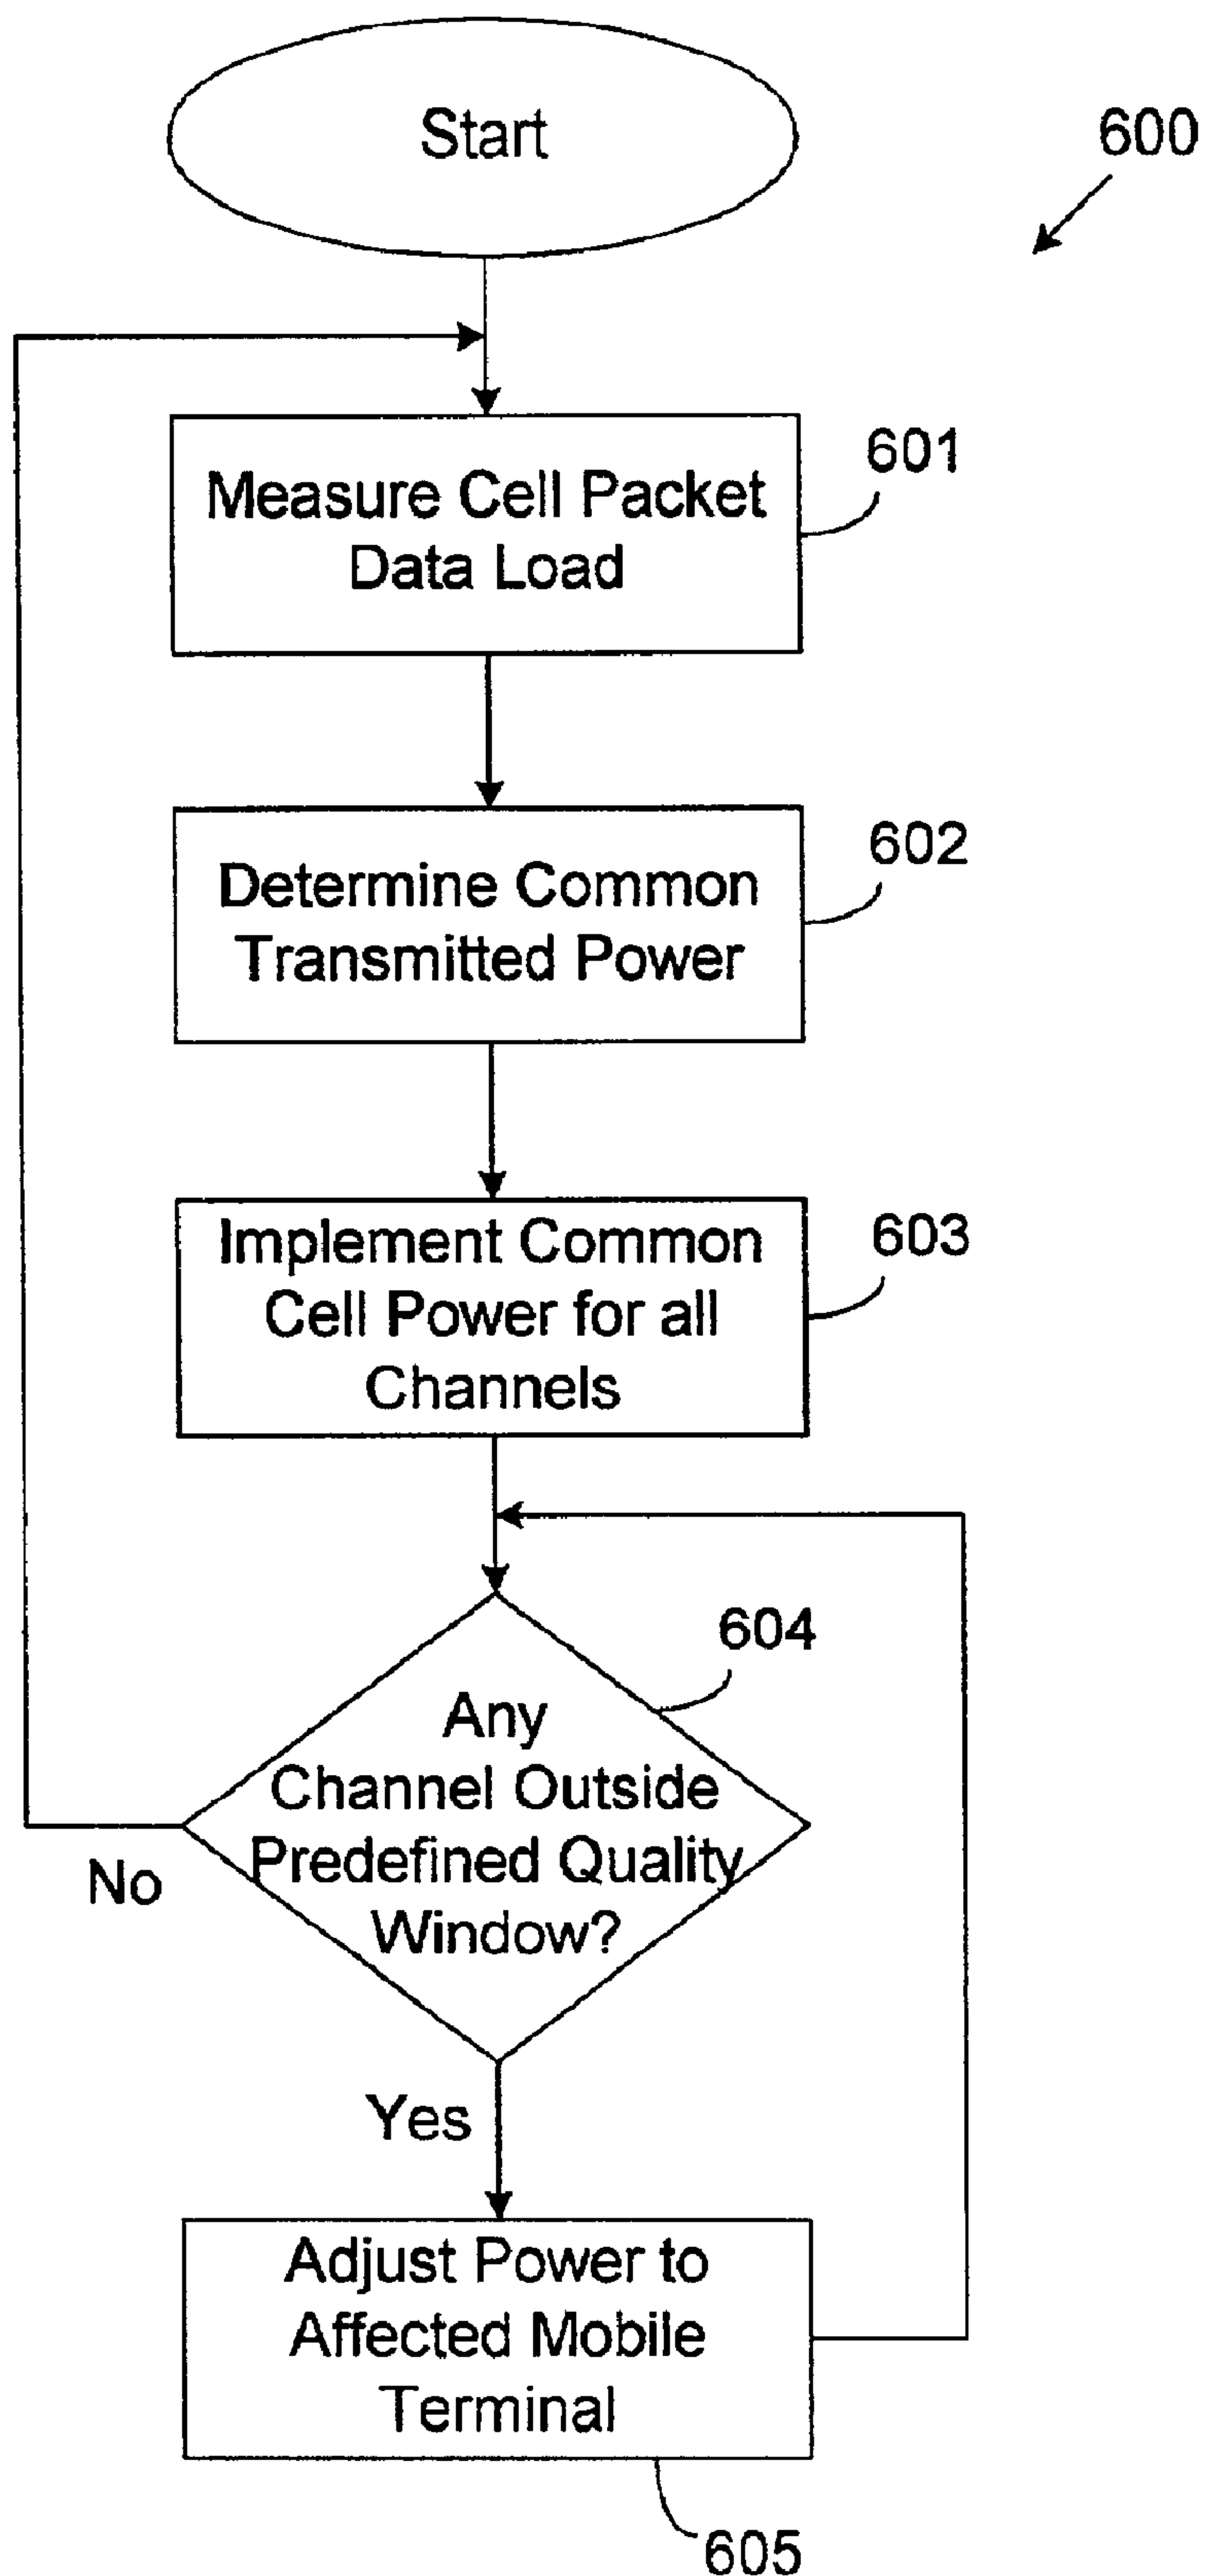 Start
600
Measure Cell Packet
Data Load
601
Determine Common
Transmitted Power
602
Implement Common
Cell Power for all
Channels
603
604
Any
Channel Outside
Predefined Quality
Window?
No
Yes
Adjust Power to
Affected Mobile
Terminal
605